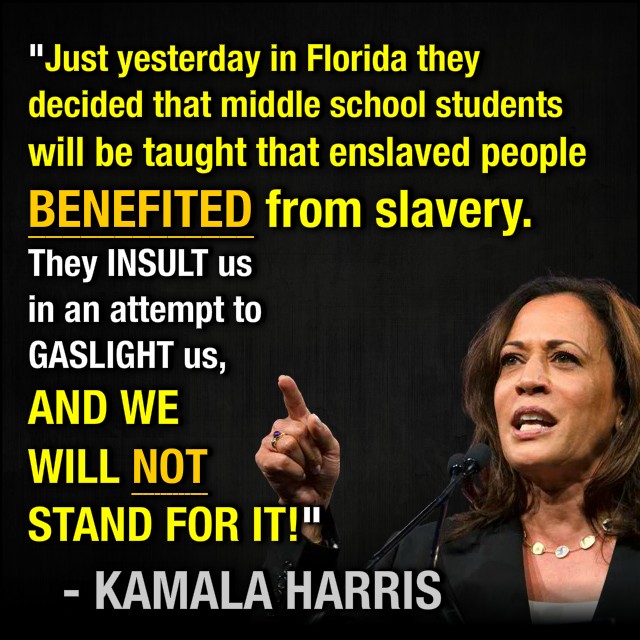 "Just yesterday in Florida they
decided that middle school students
will be taught that enslaved people
BENEFITED from slavery.
They INSULT us
in an attempt to
GASLIGHT us,
AND WE
WILL NOT
STAND FOR IT!"
- KAMALA HARRIS